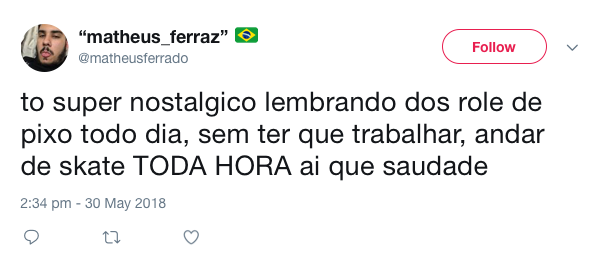 “matheus_ferraz” 🇧🇷
@matheusferrado
Follow
to super nostalgico lembrando dos role de
pixo todo dia, sem ter que trabalhar, andar
de skate TODA HORA ai que saudade
2:34 pm - 30 May 2018